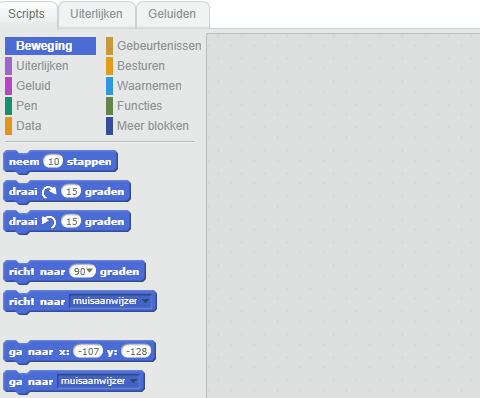 Scripts Uiterlijken Geluiden
Beweging Gebeurtenissen
Uiterlijken Besturen
Geluid Waarnemen
Pen Functies
Data Meer blokken
neem 10 stappen
draai 15 graden
draai 15 graden
richt naar 90 graden
richt naar muisaanwijzer
ga naar x: -107 y: -128
ga naar muisaanwijzer